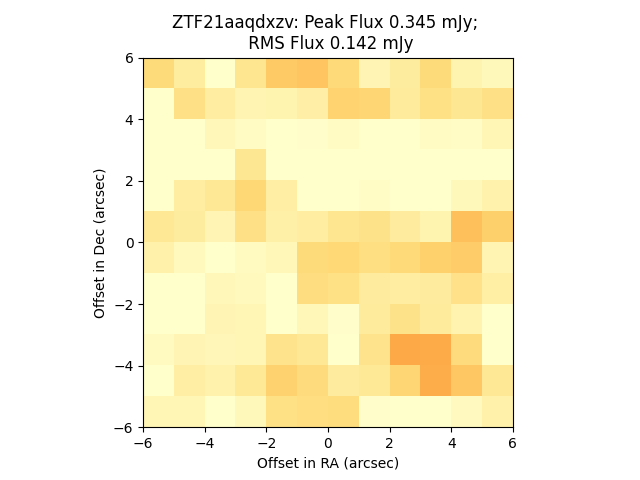 ZTF21aaqdxzv: Peak Flux 0.345 mJy;
RMS Flux 0.142 mJy
6
4
2
0
−2
−4
−6
Offset in Dec (arcsec)
−6 −4 −2 0 2 4 6
Offset in RA (arcsec)